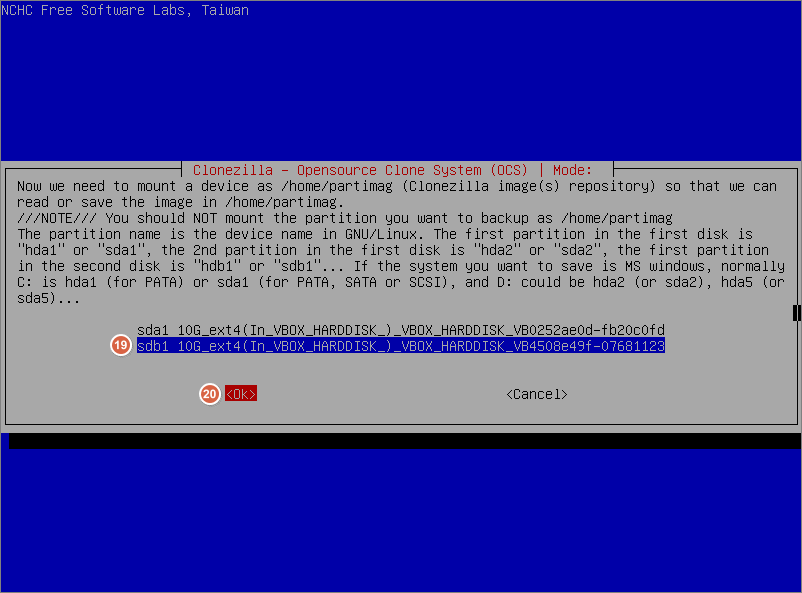 NCHC Free Software Labs, Taiwan
Clonezilla - Opensource Clone System (OCS) | Mode:
Now we need to mount a device as /home/partimag (Clonezilla image(s) repository) so that we can
read or save the image in /home/partimag.
///NOTE/// You should NOT mount the partition you want to backup as /home/partimag
The partition name is the device name in GNU/Linux. The first partition in the first disk is
"hda1" or "sda1", the 2nd partition in the first disk is "hda2" or "sda2", the first partition
in the second disk is "hdb1" or "sdb1"... If the system you want to save is MS windows, normally
C: is hda1 (for PATA) or sda1 (for PATA, SATA or SCSI), and D: could be hda2 (or sda2), hda5 (or
sda5)...
sda1 10G_ext4(In_VBOX_HARDDISK_)_VBOX_HARDDISK_VB0252ae0d-fb20c0fd
19 sdb1 10G_ext4(In_VBOX_HARDDISK_)_VBOX_HARDDISK_VB4508e49f-07681123
20 <Ok> <Cancel>